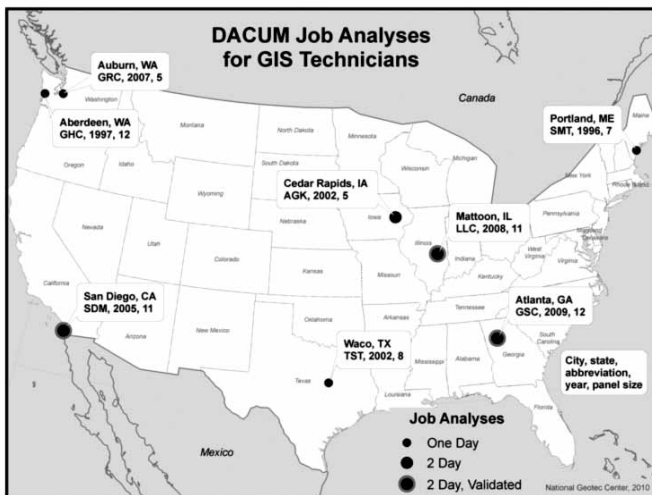 DACUM Job Analyses
for GIS Technicians
Auburn, WA
GRC, 2007, 5
Washington
Aberdeen, WA
GHC, 1997, 12
Canada
Portland, ME
SMT, 1996, 7
Maine
Montana
North Dakota
Minnesota
Oregon
Idaho
South Dakota
Wisconsin
Michigan
New York
Rhode Island
Wyoming
Cedar Rapids, IA
AGK, 2002, 5
Iowa
Nebraska
Mattoon, IL
LLC, 2008, 11
Pennsylvania
Nevada
Utah
Colorado
Illinois
Indiana
West
Virginia
Virginia
California
Kansas
Missouri
Kentucky
San Diego, CA
SDM, 2005, 11
Arizona
New Mexico
Oklahoma
Arkansas
Tennessee
Atlanta, GA
GSC, 2009, 12
South
Carolina
Waco, TX
TST, 2002, 8
Texas
Mississippi
Alabama
Georgia
Louisiana
City, state,
abbreviation,
year, panel size
Florida
Mexico
Job Analyses
One Day
2 Day
2 Day, Validated
National Geotec Center, 2010